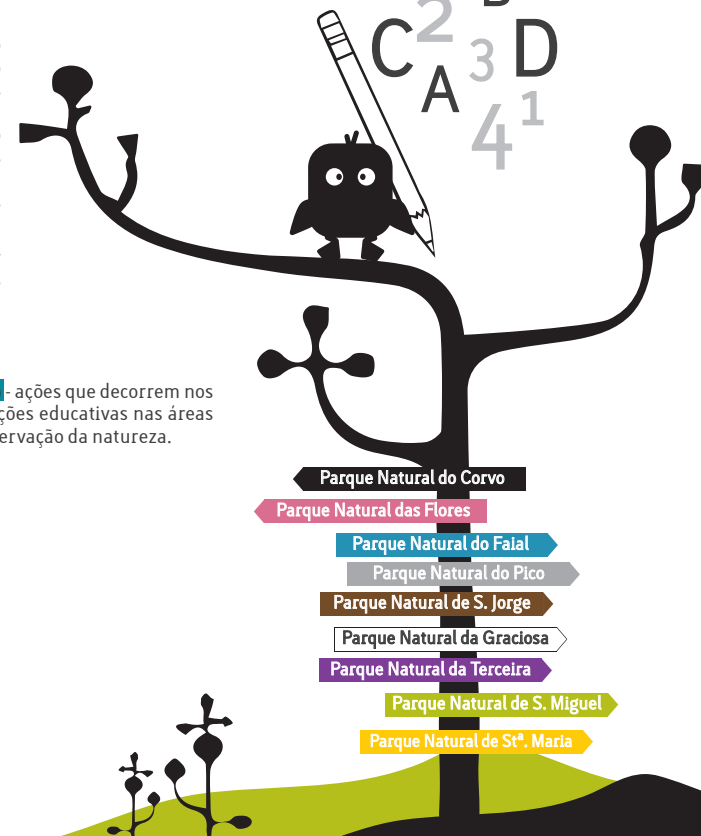 B
2
C
D
3
A
1
4
- ações que decorrem nos
ções educativas nas áreas
ervação da natureza.
Parque Natural do Corvo
Parque Natural das Flores
Parque Natural do Faial
Parque Natural do Pico
Parque Natural de S. Jorge
Parque Natural da Graciosa
Parque Natural da Terceira
Parque Natural de S. Miguel
Parque Natural de Stª. Maria